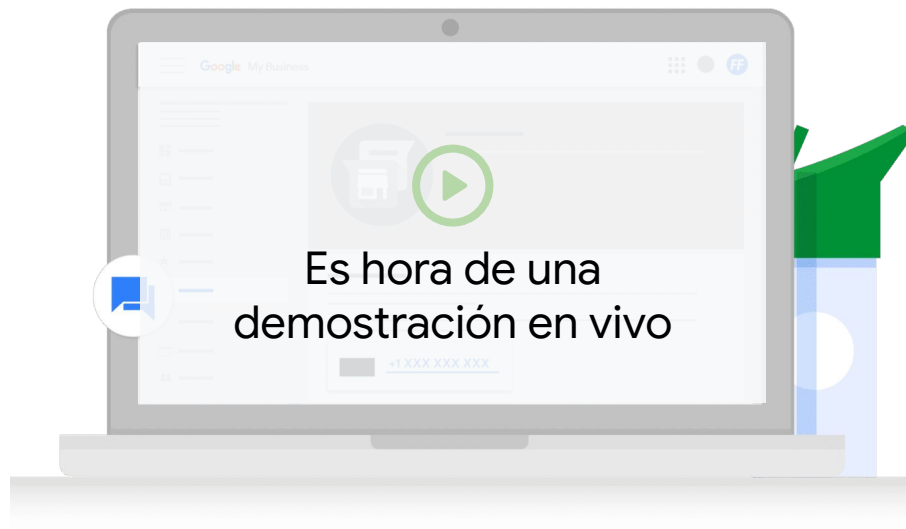 Google My Business
FF
Es hora de una
demostración en vivo
+1 XXX XXX XXX